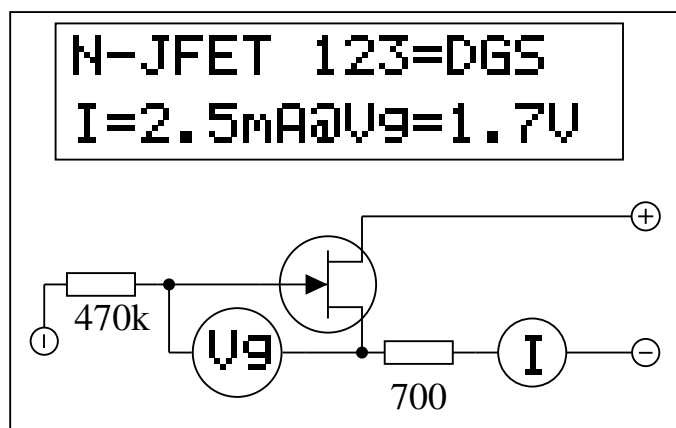 N-JFET 123=DGS
I=2.5mA@Vg=1.7V
+
470k
Vg
I
−
−
700